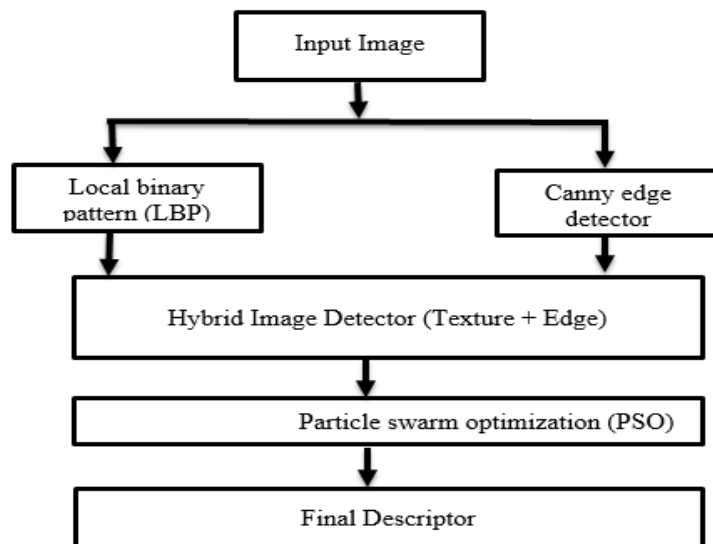 Input Image
Local binary
pattern (LBP)
Canny edge
detector
Hybrid Image Detector (Texture + Edge)
Particle swarm optimization (PSO)
Final Descriptor